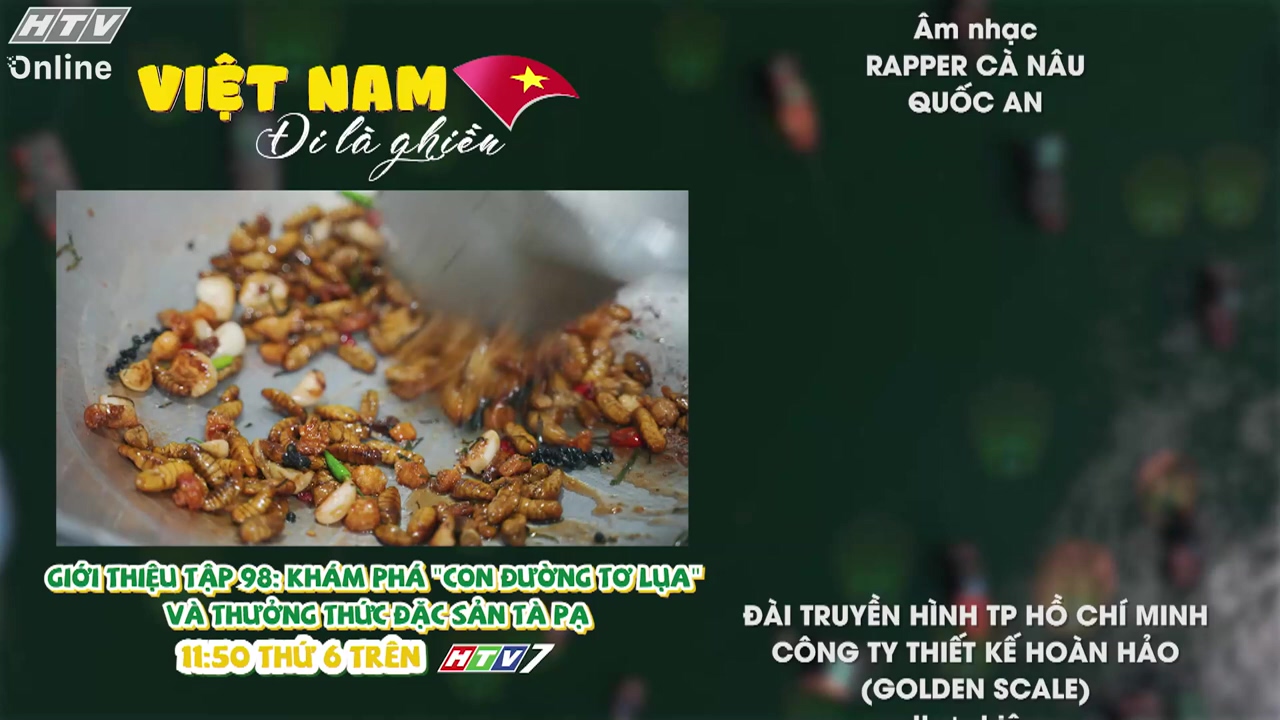 HTV
Online
VIỆT NAM
Đi là ghiền
GIỚI THIỆU TẬP 98: KHÁM PHÁ "CON ĐƯỜNG TƠ LỤA"
VÀ THƯỞNG THỨC ĐẶC SẢN TÀ PẠ
11:50 THỨ 6 TRÊN HTV7
Âm nhạc
RAPPER CÀ NÂU
QUỐC AN
ĐÀI TRUYỀN HÌNH TP HỒ CHÍ MINH
CÔNG TY THIẾT KẾ HOÀN HẢO
(GOLDEN SCALE)